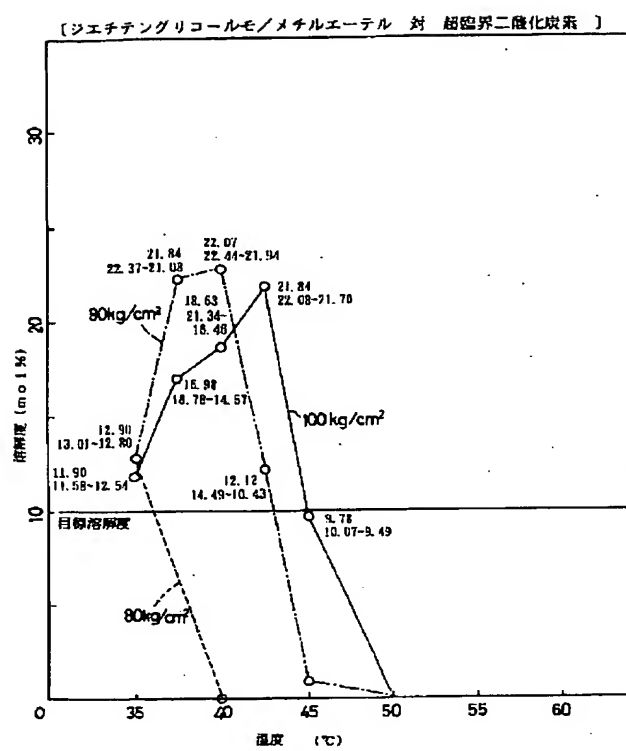 ［ジエチテングリコールモノメチルエーテル 対 超臨界二酸化炭素 ］
30
22.07
22.44~21.94
21.84
22.37~21.08
18.63
21.34~
18.46
21.84
22.08~21.70
90kg/cm²
20
16.98
18.78~14.67
100kg/cm²
溶解度(mol%)
12.90
13.01~12.80
11.90
11.58~12.54
12.12
14.49~10.43
10
目標溶解度
9.78
10.07~9.49
80kg/cm²
0 35 40 45 50 55 60
温度 (℃)